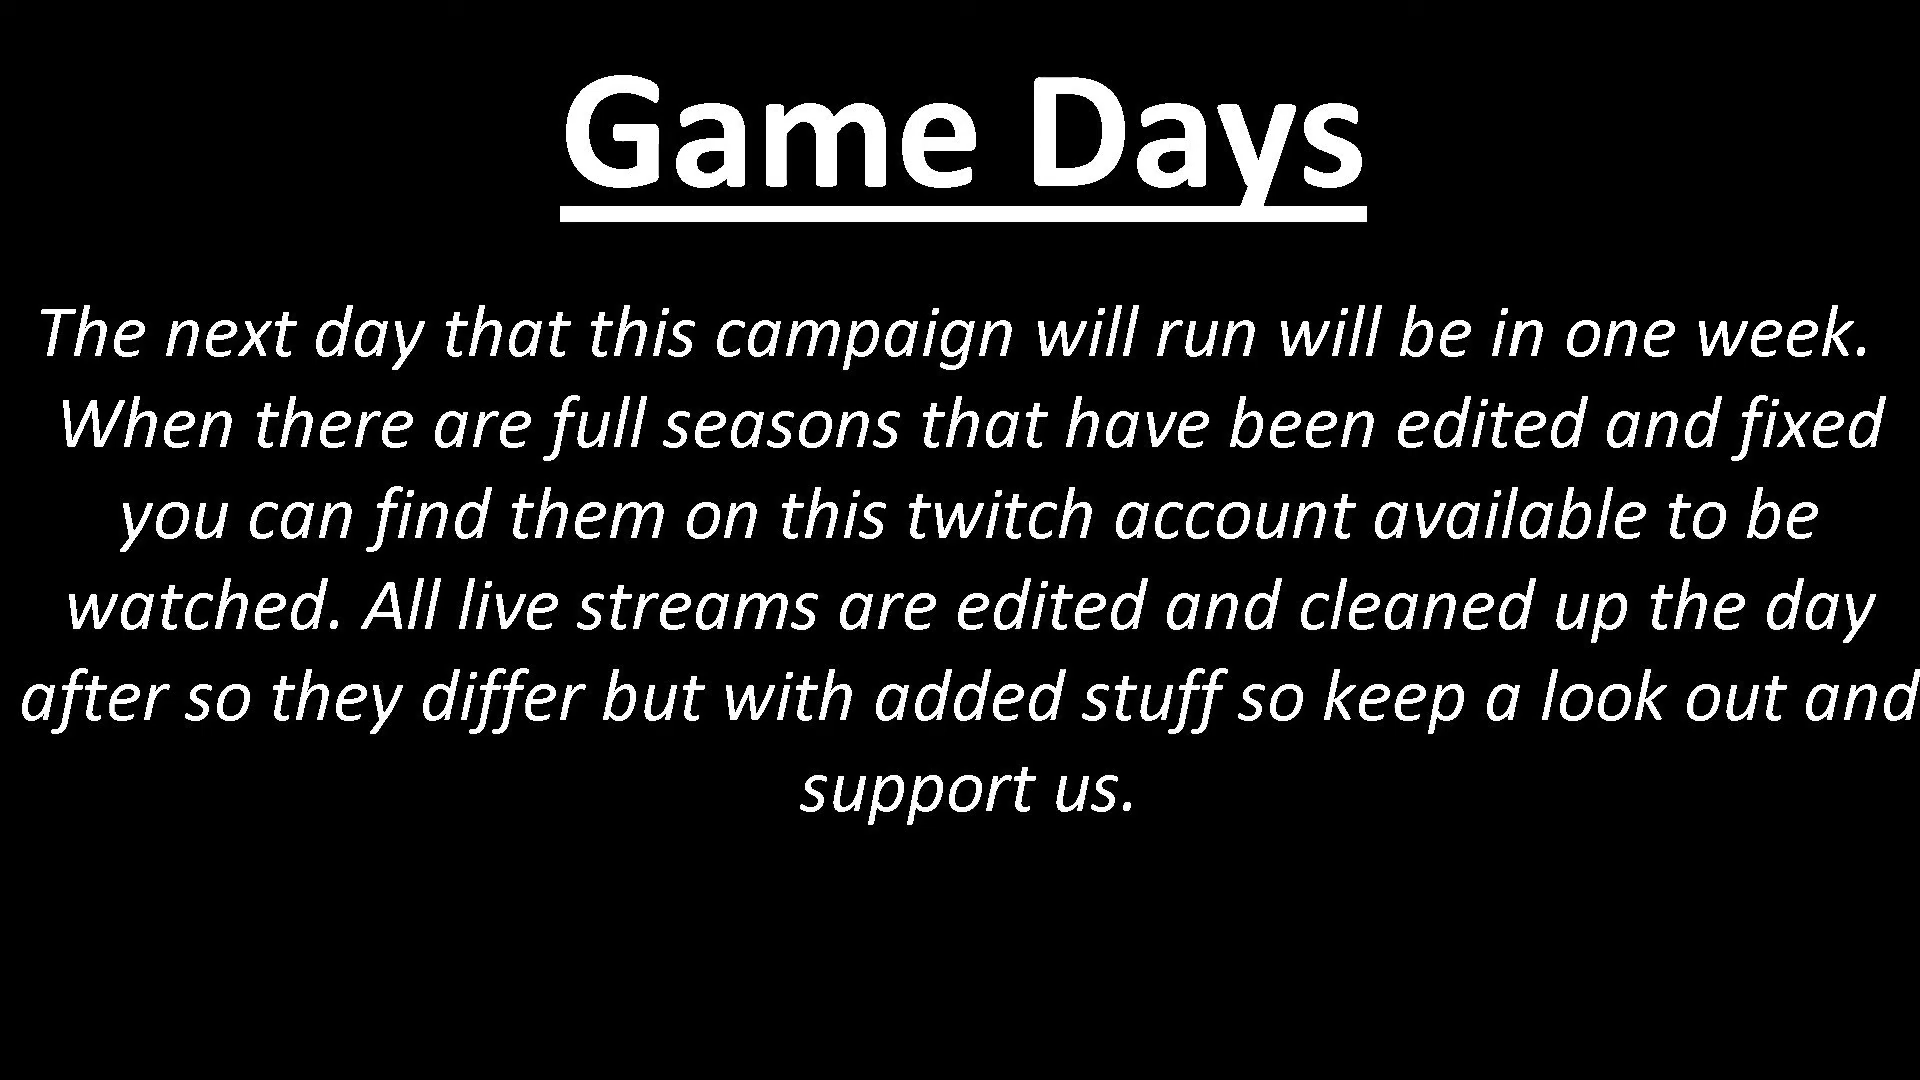 Game Days
The next day that this campaign will run will be in one week.
When there are full seasons that have been edited and fixed
you can find them on this twitch account available to be
watched. All live streams are edited and cleaned up the day
after so they differ but with added stuff so keep a look out and
support us.